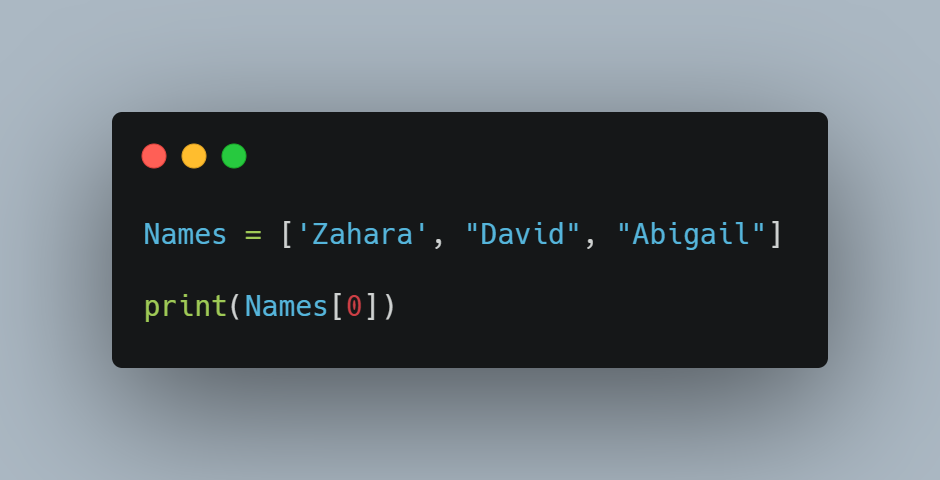 Names = ['Zahara', "David", "Abigail"]
print(Names[0])